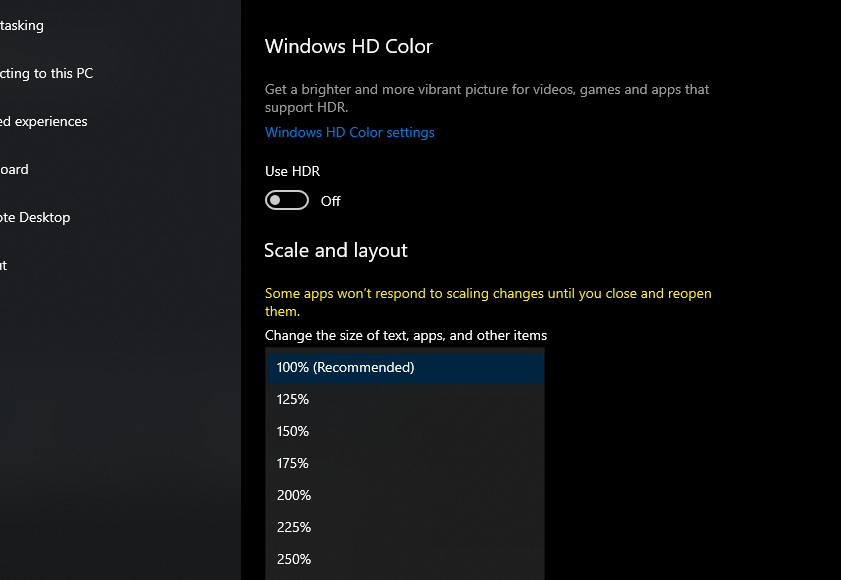 tasking
cting to this PC
ed experiences
oard
ote Desktop
ut
Windows HD Color
Get a brighter and more vibrant picture for videos, games and apps that
support HDR.
Windows HD Color settings
Use HDR
Off
Scale and layout
Some apps won't respond to scaling changes until you close and reopen
them.
Change the size of text, apps, and other items
100% (Recommended)
125%
150%
175%
200%
225%
250%